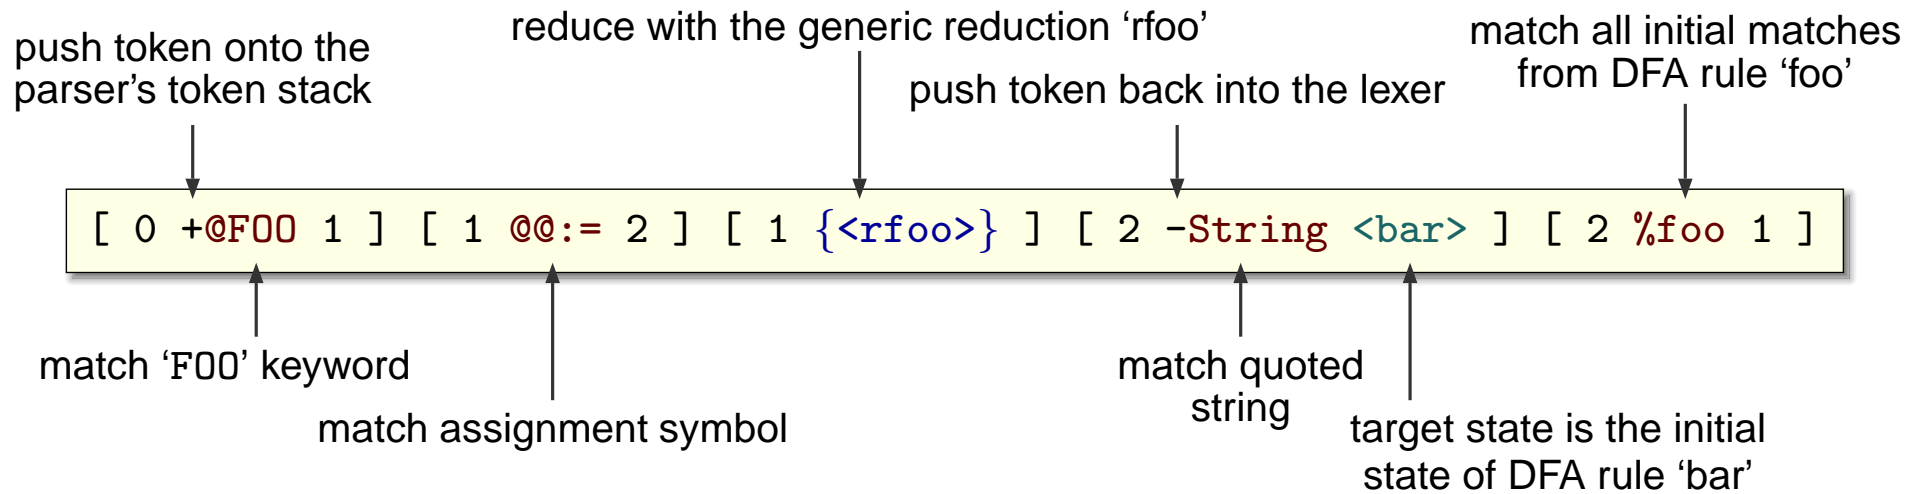 push token onto the
parser’s token stack
reduce with the generic reduction ‘rfoo’
push token back into the lexer
match all initial matches
from DFA rule ‘foo’
[ 0 +@FOO 1 ] [ 1 @@:= 2 ] [ 1 {<rfoo>} ] [ 2 -String <bar> ] [ 2 %foo 1 ]
match ‘FOO’ keyword
match assignment symbol
match quoted
string
target state is the initial
state of DFA rule ‘bar’